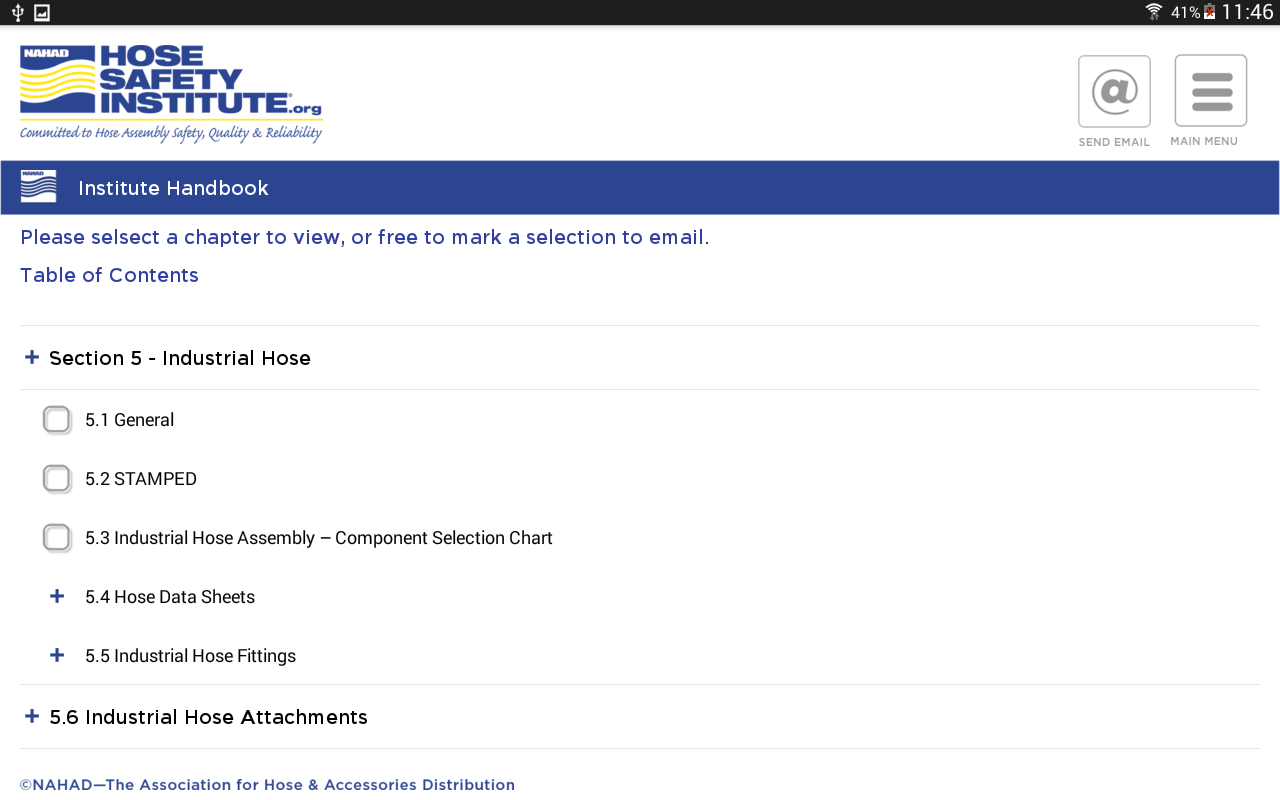 41% 11:46
NAHAD
HOSE
SAFETY
INSTITUTE.org
Committed to Hose Assembly Safety, Quality & Reliability
@
SEND EMAIL
MAIN MENU
NAHAD
Institute Handbook
Please selsect a chapter to view, or free to mark a selection to email.
Table of Contents
+ Section 5 - Industrial Hose
5.1 General
5.2 STAMPED
5.3 Industrial Hose Assembly – Component Selection Chart
+ 5.4 Hose Data Sheets
+ 5.5 Industrial Hose Fittings
+ 5.6 Industrial Hose Attachments
©NAHAD—The Association for Hose & Accessories Distribution